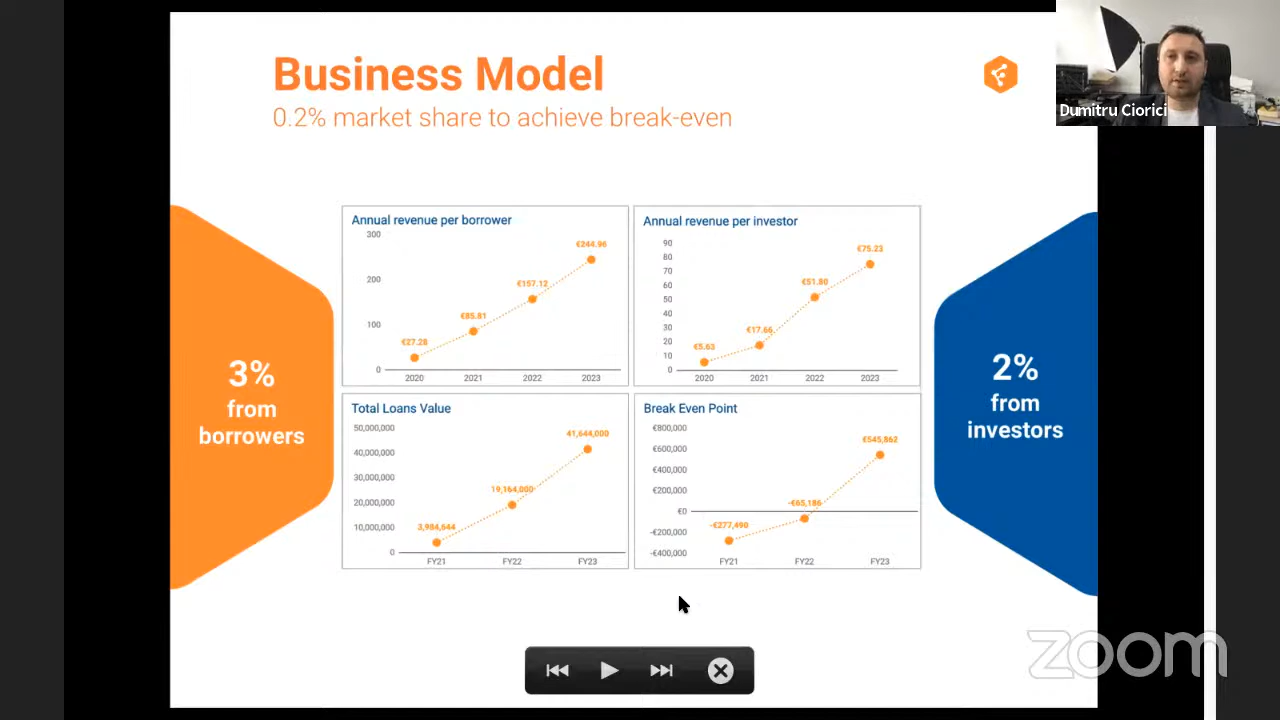 Business Model
0.2% market share to achieve break-even
Dumitru Ciorici
3%
from
borrowers
Annual revenue per borrower
300
200
100
0
€27.28
€85.81
€157.12
€244.96
2020 2021 2022 2023
Annual revenue per investor
90
80
70
60
50
40
30
20
10
0
€5.63
€17.66
€51.80
€75.23
2020 2021 2022 2023
Total Loans Value
50,000,000
40,000,000
30,000,000
20,000,000
10,000,000
0
3,984,644
19,164,000
41,644,000
FY21 FY22 FY23
Break Even Point
€800,000
€600,000
€400,000
€200,000
€0
-€200,000
-€400,000
-€277,490
-€65,186
€545,862
FY21 FY22 FY23
2%
from
investors
zoom